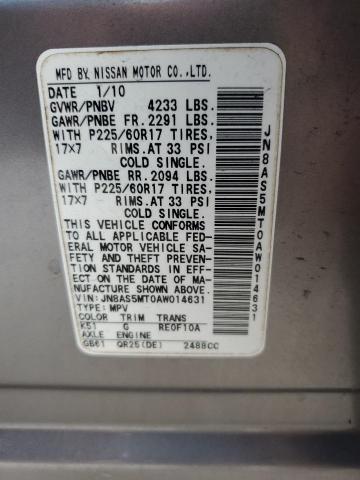 MFD BY NISSAN MOTOR CO., LTD.
DATE 1/10
GVWR/PNBV 4233 LBS.
GAWR/PNBE FR. 2291 LBS.
WITH P225/60R17 TIRES,
17x7 RIMS. AT 33 PSI
COLD SINGLE.
GAWR/PNBE RR. 2094 LBS.
WITH P225/60R17 TIRES,
17x7 RIMS. AT 33 PSI
COLD SINGLE.
THIS VEHICLE CONFORMS
TO ALL APPLICABLE FED-
ERAL MOTOR VEHICLE SA-
FETY AND THEFT PREVENTION
STANDARDS IN EFF-
ECT ON THE DATE OF MA-
NUFACTURE SHOWN ABOVE.
VIN: JN8AS5MT0AW014631
TYPE: MPV
COLOR TRIM TRANS
K51 G RE0F10A
AXLE ENGINE
GB61 QR25(DE) 2488CC
JN8AS5MT0AW014631